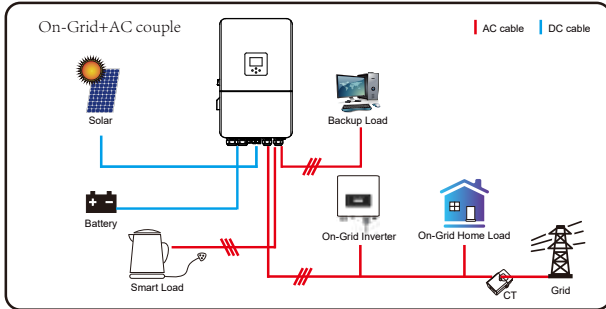 On-Grid+AC couple
AC cable
DC cable
Solar
Backup Load
Battery
On-Grid Inverter
On-Grid Home Load
Smart Load
CT
Grid